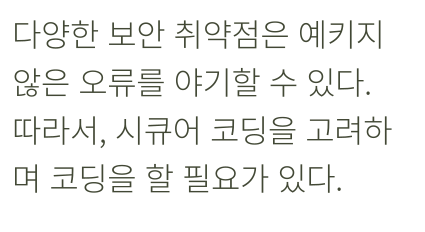 다양한 보안 취약점은 예키지
않은 오류를 야기할 수 있다.
따라서, 시큐어 코딩을 고려하
며 코딩을 할 필요가 있다.